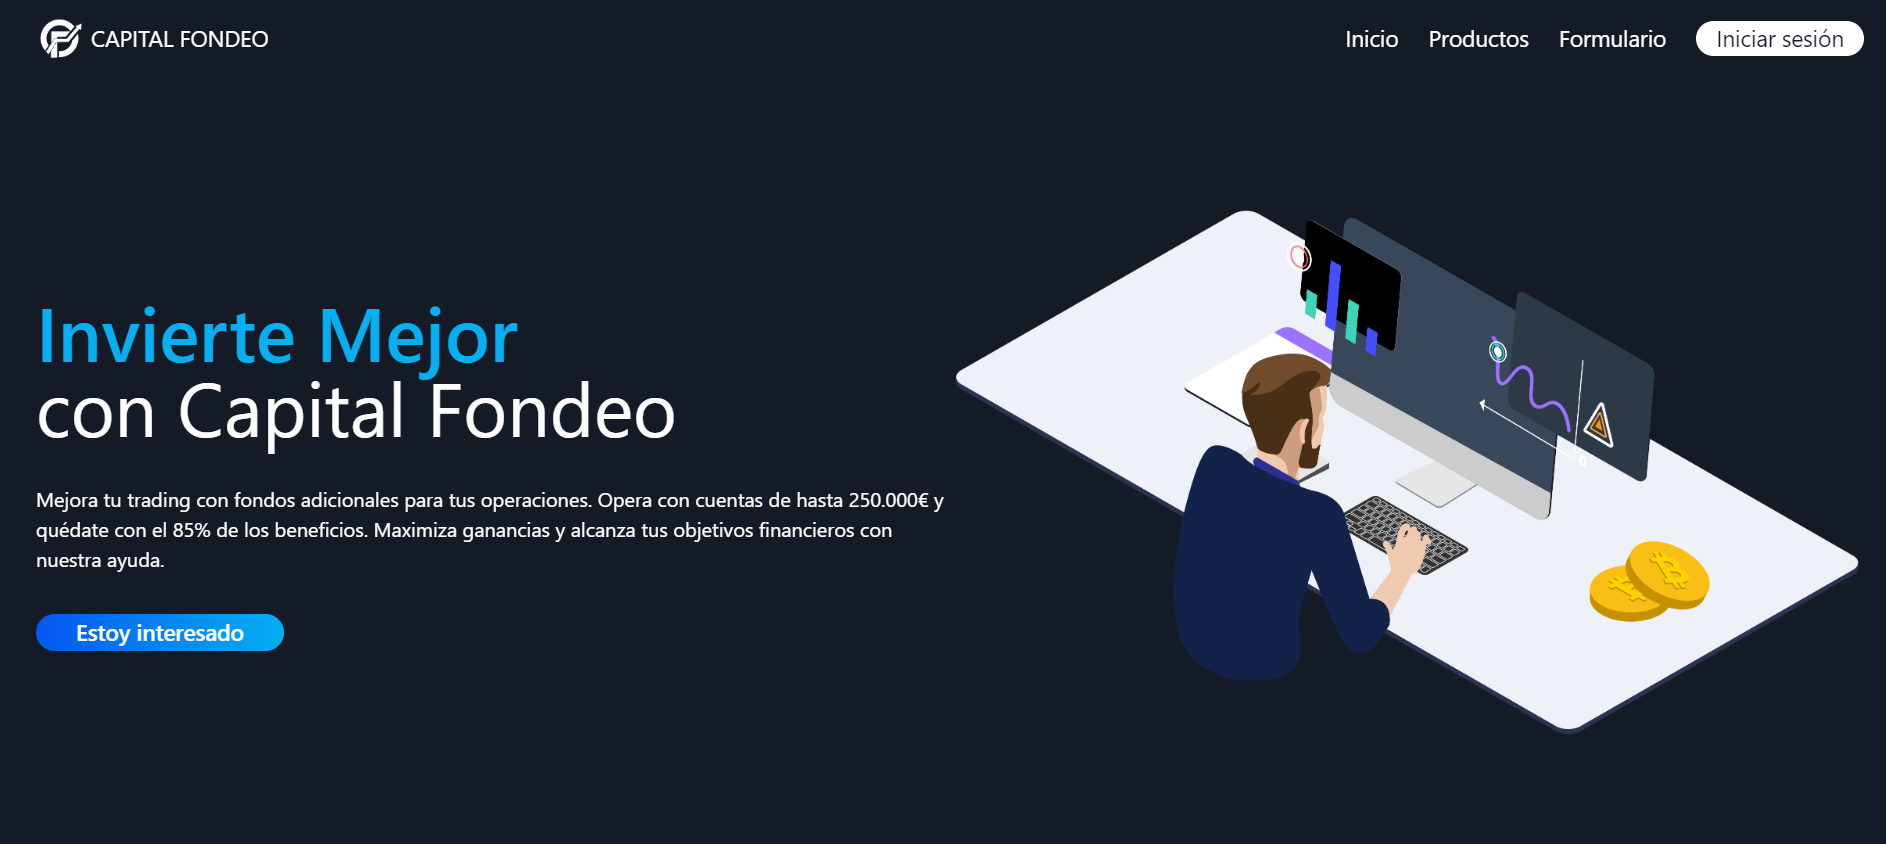 CAPITAL FONDEO
Inicio
Productos
Formulario
Iniciar sesión
Invierte Mejor
con Capital Fondeo
Mejora tu trading con fondos adicionales para tus operaciones. Opera con cuentas de hasta 250.000€ y
quédate con el 85% de los beneficios. Maximiza ganancias y alcanza tus objetivos financieros con
nuestra ayuda.
Estoy interesado